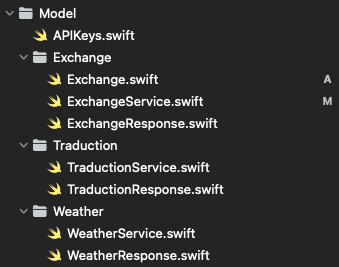 Model
APIKeys.swift
Exchange
Exchange.swift A
ExchangeService.swift M
ExchangeResponse.swift
Traduction
TraductionService.swift
TraductionResponse.swift
Weather
WeatherService.swift
WeatherResponse.swift